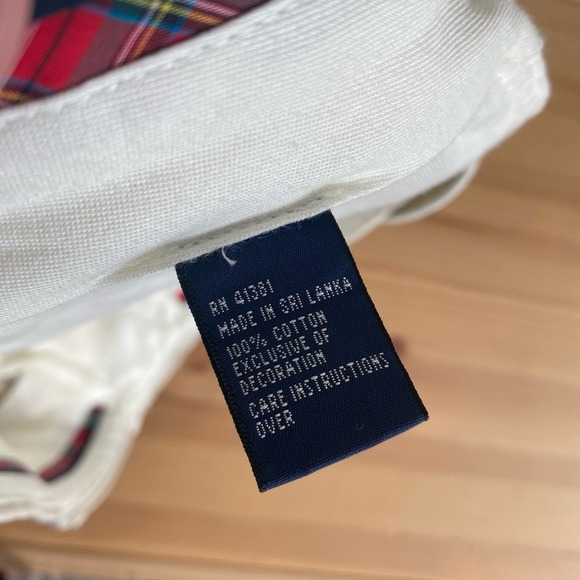 RN 41381
MADE IN SRI LANKA
100% COTTON
EXCLUSIVE OF
DECORATION
CARE INSTRUCTIONS
OVER